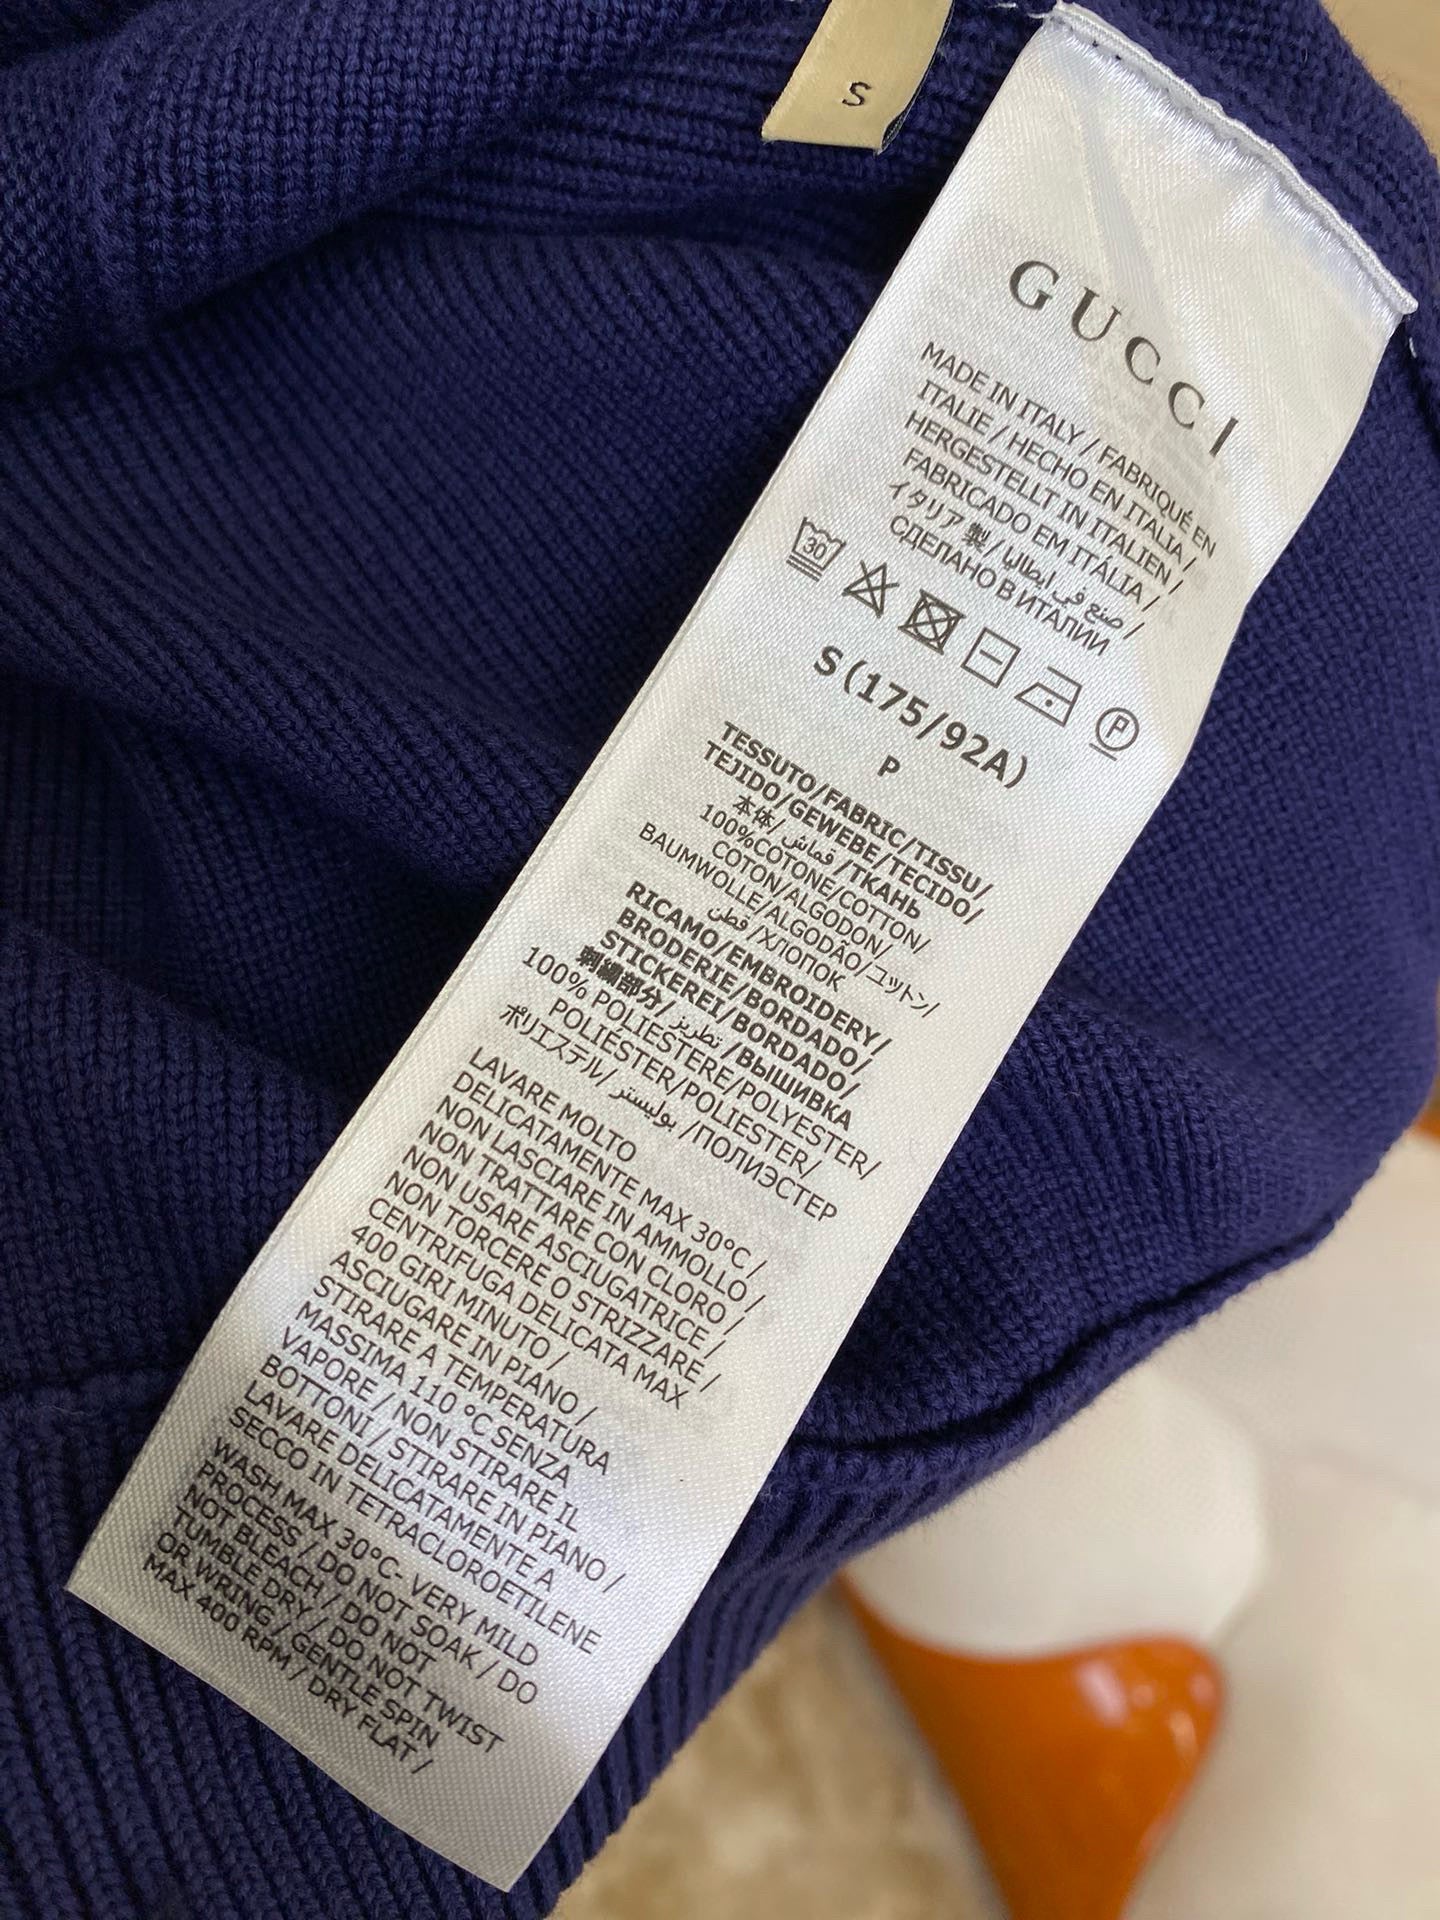 S
GUCCI
MADE IN ITALY / FABRIQUÉ EN
ITALIE / HECHO EN ITALIA /
HERGESTELLT IN ITALIEN /
FABRICADO EM ITÁLIA /
イタリア 製 / صنع في ايطاليا /
СДЕЛАНО В ИТАЛИИ
30
P
S(175/92A)
P
TESSUTO/FABRIC/TISSU/
TEJIDO/GEWEBE/TECIDO/
本体/ قماش /ТКАНЬ
100%COTONE/COTTON/
COTON/ALGODON/
BAUMWOLLE/ALGODÃO/コットン/
قطن /ХЛОПОК
RICAMO/EMBROIDERY/
BRODERIE/BORDADO/
STICKEREI/BORDADO/
刺繍部分/ تطريز /ВЫШИВКА
100% POLIESTERE/POLYESTER/
POLIÉSTER/POLIESTER/
ポリエステル/ بوليستر /ПОЛИЭСТЕР
LAVARE MOLTO
DELICATAMENTE MAX 30°C /
NON LASCIARE IN AMMOLLO /
NON TRATTARE CON CLORO /
NON USARE ASCIUGATRICE /
NON TORCERE O STRIZZARE /
CENTRIFUGA DELICATA MAX
400 GIRI MINUTO /
ASCIUGARE IN PIANO /
STIRARE A TEMPERATURA
MASSIMA 110 °C SENZA
VAPORE / NON STIRARE IL
BOTTONI / STIRARE IN PIANO /
LAVARE DELICATAMENTE A
SECCO IN TETRACLOROETILENE
WASH MAX 30°C- VERY MILD
PROCESS / DO NOT SOAK / DO
NOT BLEACH / DO NOT
TUMBLE DRY / DO NOT TWIST
OR WRING / GENTLE SPIN
MAX 400 RPM / DRY FLAT /